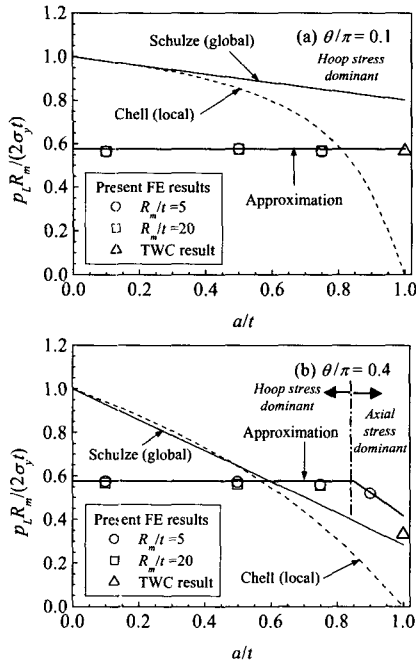 (a) θ/π = 0.1
Schulze (global)
Hoop stress
dominant
Chell (local)
Approximation
Present FE results
R_m/t = 5
R_m/t = 20
TWC result
p_L R_m/(2σ_y t)
1.2
1.0
0.8
0.6
0.4
0.2
0.0
0.0 0.2 0.4 0.6 0.8 1.0
a/t
(b) θ/π = 0.4
Hoop stress
dominant
Axial
stress
dominant
Approximation
Schulze (global)
Chell (local)
Present FE results
R_m/t = 5
R_m/t = 20
TWC result
p_L R_m/(2σ_y t)
1.2
1.0
0.8
0.6
0.4
0.2
0.0
0.0 0.2 0.4 0.6 0.8 1.0
a/t